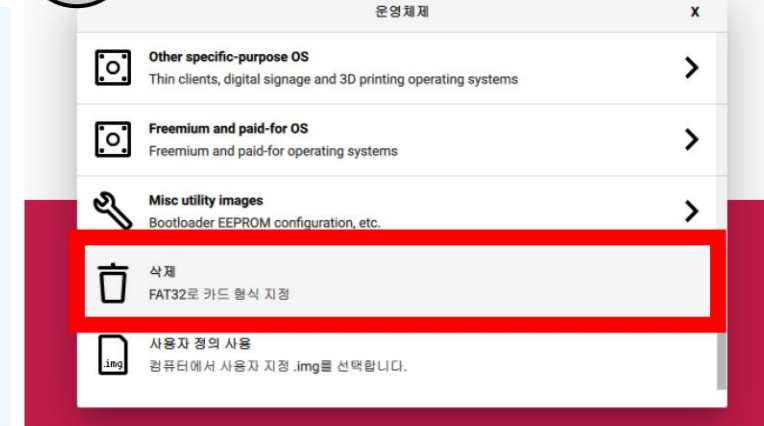 운영체제
X
Other specific-purpose OS
Thin clients, digital signage and 3D printing operating systems
Freemium and paid-for OS
Freemium and paid-for operating systems
Misc utility images
Bootloader EEPROM configuration, etc.
삭제
FAT32로 카드 형식 지정
사용자 정의 사용
.img
컴퓨터에서 사용자 지정 .img를 선택합니다.